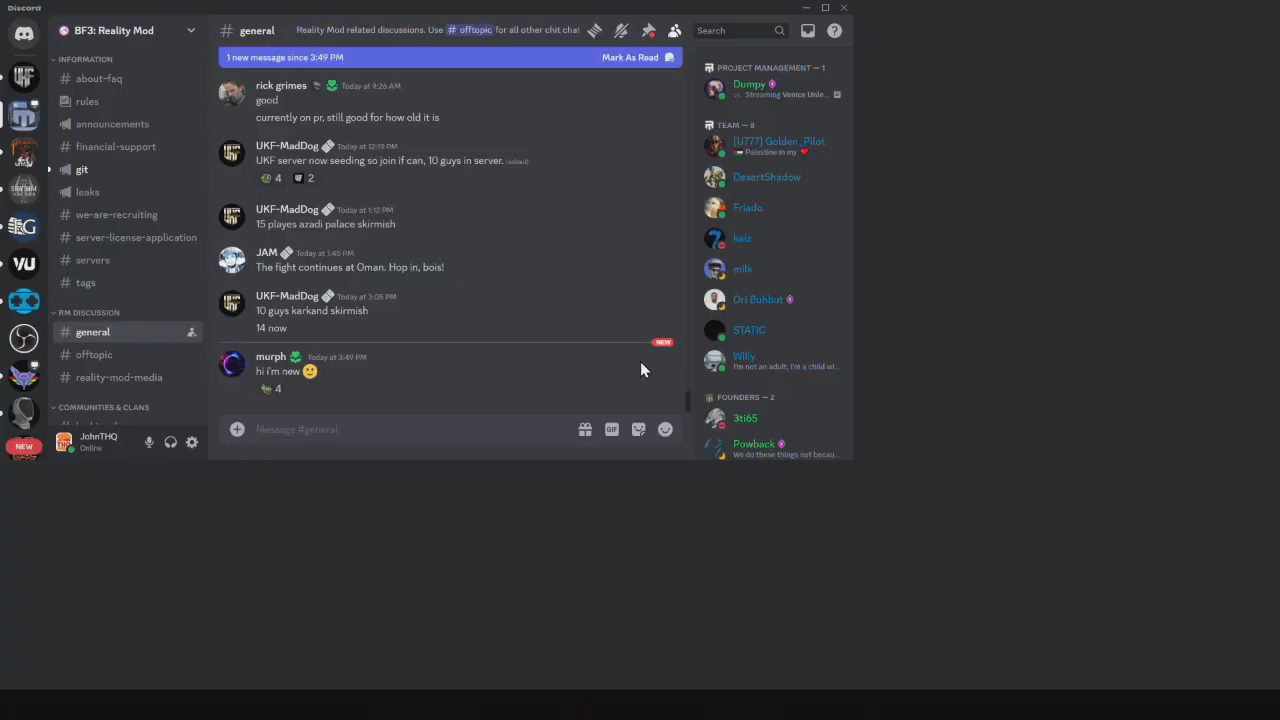 Discord
BF3: Reality Mod
INFORMATION
about-faq
rules
announcements
financial-support
git
leaks
we-are-recruiting
server-license-application
servers
tags
RM DISCUSSION
general
offtopic
reality-mod-media
COMMUNITIES & CLANS
NEW
JohnTHQ
Online
general
Reality Mod related discussions. Use # offtopic for all other chit chat
Search
1 new message since 3:49 PM
Mark As Read
rick grimes Today at 9:26 AM
good
currently on pr, still good for how old it is
UKF-MadDog Today at 12:19 PM
UKF server now seeding so join if can, 10 guys in server. (edited)
4 2
UKF-MadDog Today at 1:12 PM
15 playes azadi palace skirmish
JAM Today at 1:45 PM
The fight continues at Oman. Hop in, bois!
UKF-MadDog Today at 3:05 PM
10 guys karkand skirmish
14 now
NEW
murph Today at 3:49 PM
hi i'm new
4
Message #general
GIF
PROJECT MANAGEMENT — 1
Dumpy
Streaming Venice Unle...
TEAM — 8
[U777] Golden_Pilot
Palestine in my
DesertShadow
Friado
kaiz
milk
Ori Buhbut
STATIC
Willy
I'm not an adult, I'm a child wi...
FOUNDERS — 2
3ti65
Powback
We do these things not becau...